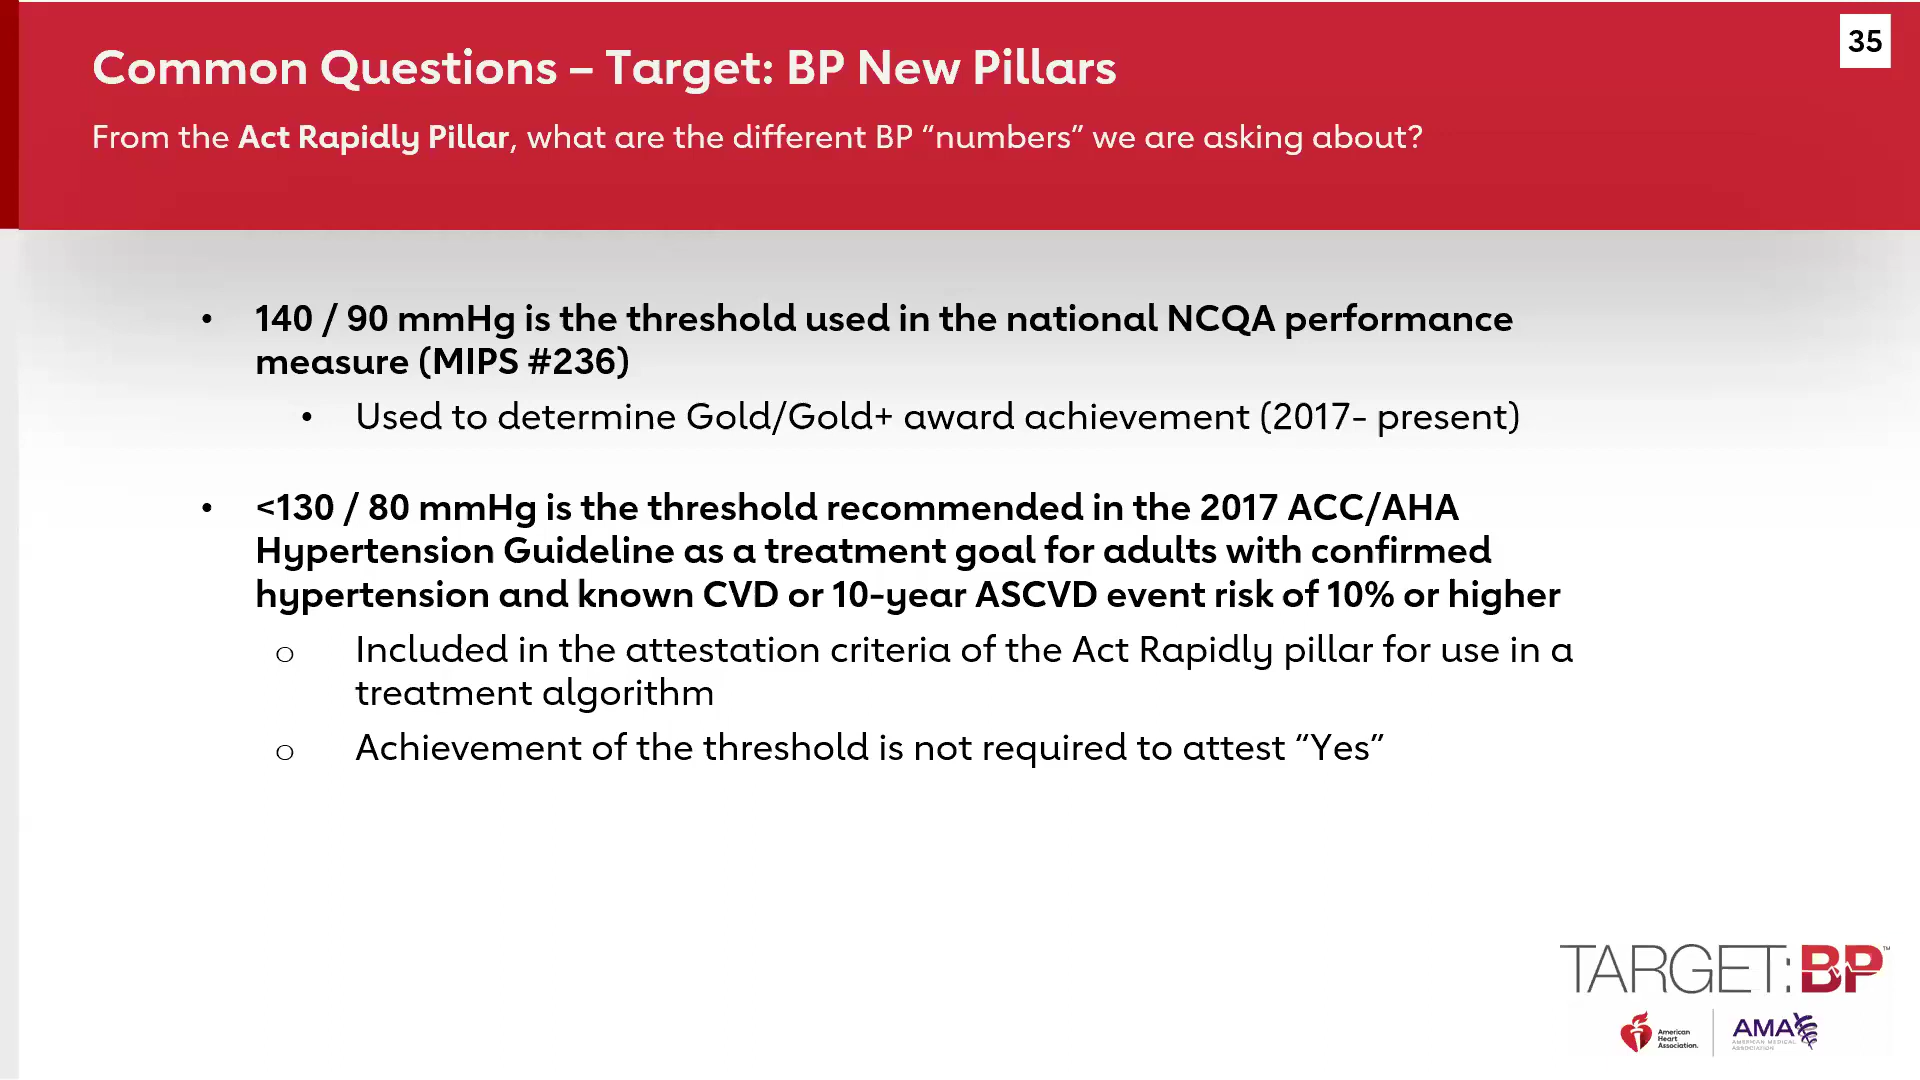 35
Common Questions – Target: BP New Pillars
From the Act Rapidly Pillar, what are the different BP “numbers” we are asking about?
• 140 / 90 mmHg is the threshold used in the national NCQA performance
measure (MIPS #236)
• Used to determine Gold/Gold+ award achievement (2017- present)
• <130 / 80 mmHg is the threshold recommended in the 2017 ACC/AHA
Hypertension Guideline as a treatment goal for adults with confirmed
hypertension and known CVD or 10-year ASCVD event risk of 10% or higher
o Included in the attestation criteria of the Act Rapidly pillar for use in a
treatment algorithm
o Achievement of the threshold is not required to attest “Yes”
TARGET:BP™
American
Heart
Association.
AMA
AMERICAN MEDICAL
ASSOCIATION